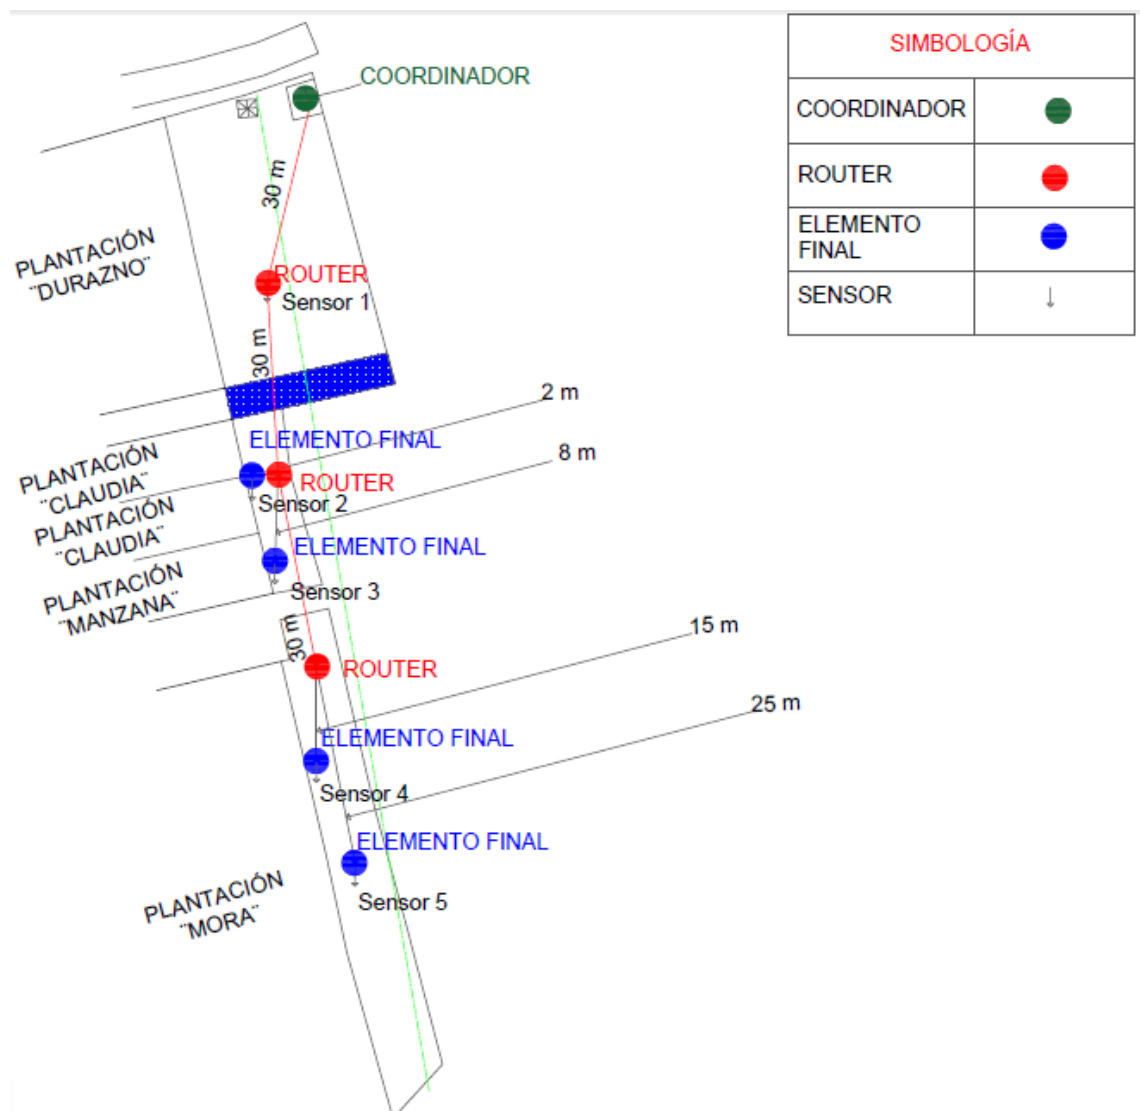 SIMBOLOGÍA
COORDINADOR
ROUTER
ELEMENTO
FINAL
SENSOR
COORDINADOR
30 m
PLANTACIÓN
¨DURAZNO¨
ROUTER
Sensor 1
30 m
2 m
ELEMENTO FINAL
8 m
PLANTACIÓN
¨CLAUDIA¨
ROUTER
Sensor 2
PLANTACIÓN
¨CLAUDIA¨
ELEMENTO FINAL
PLANTACIÓN
¨MANZANA¨
Sensor 3
30 m
15 m
ROUTER
25 m
ELEMENTO FINAL
Sensor 4
ELEMENTO FINAL
PLANTACIÓN
¨MORA¨
Sensor 5